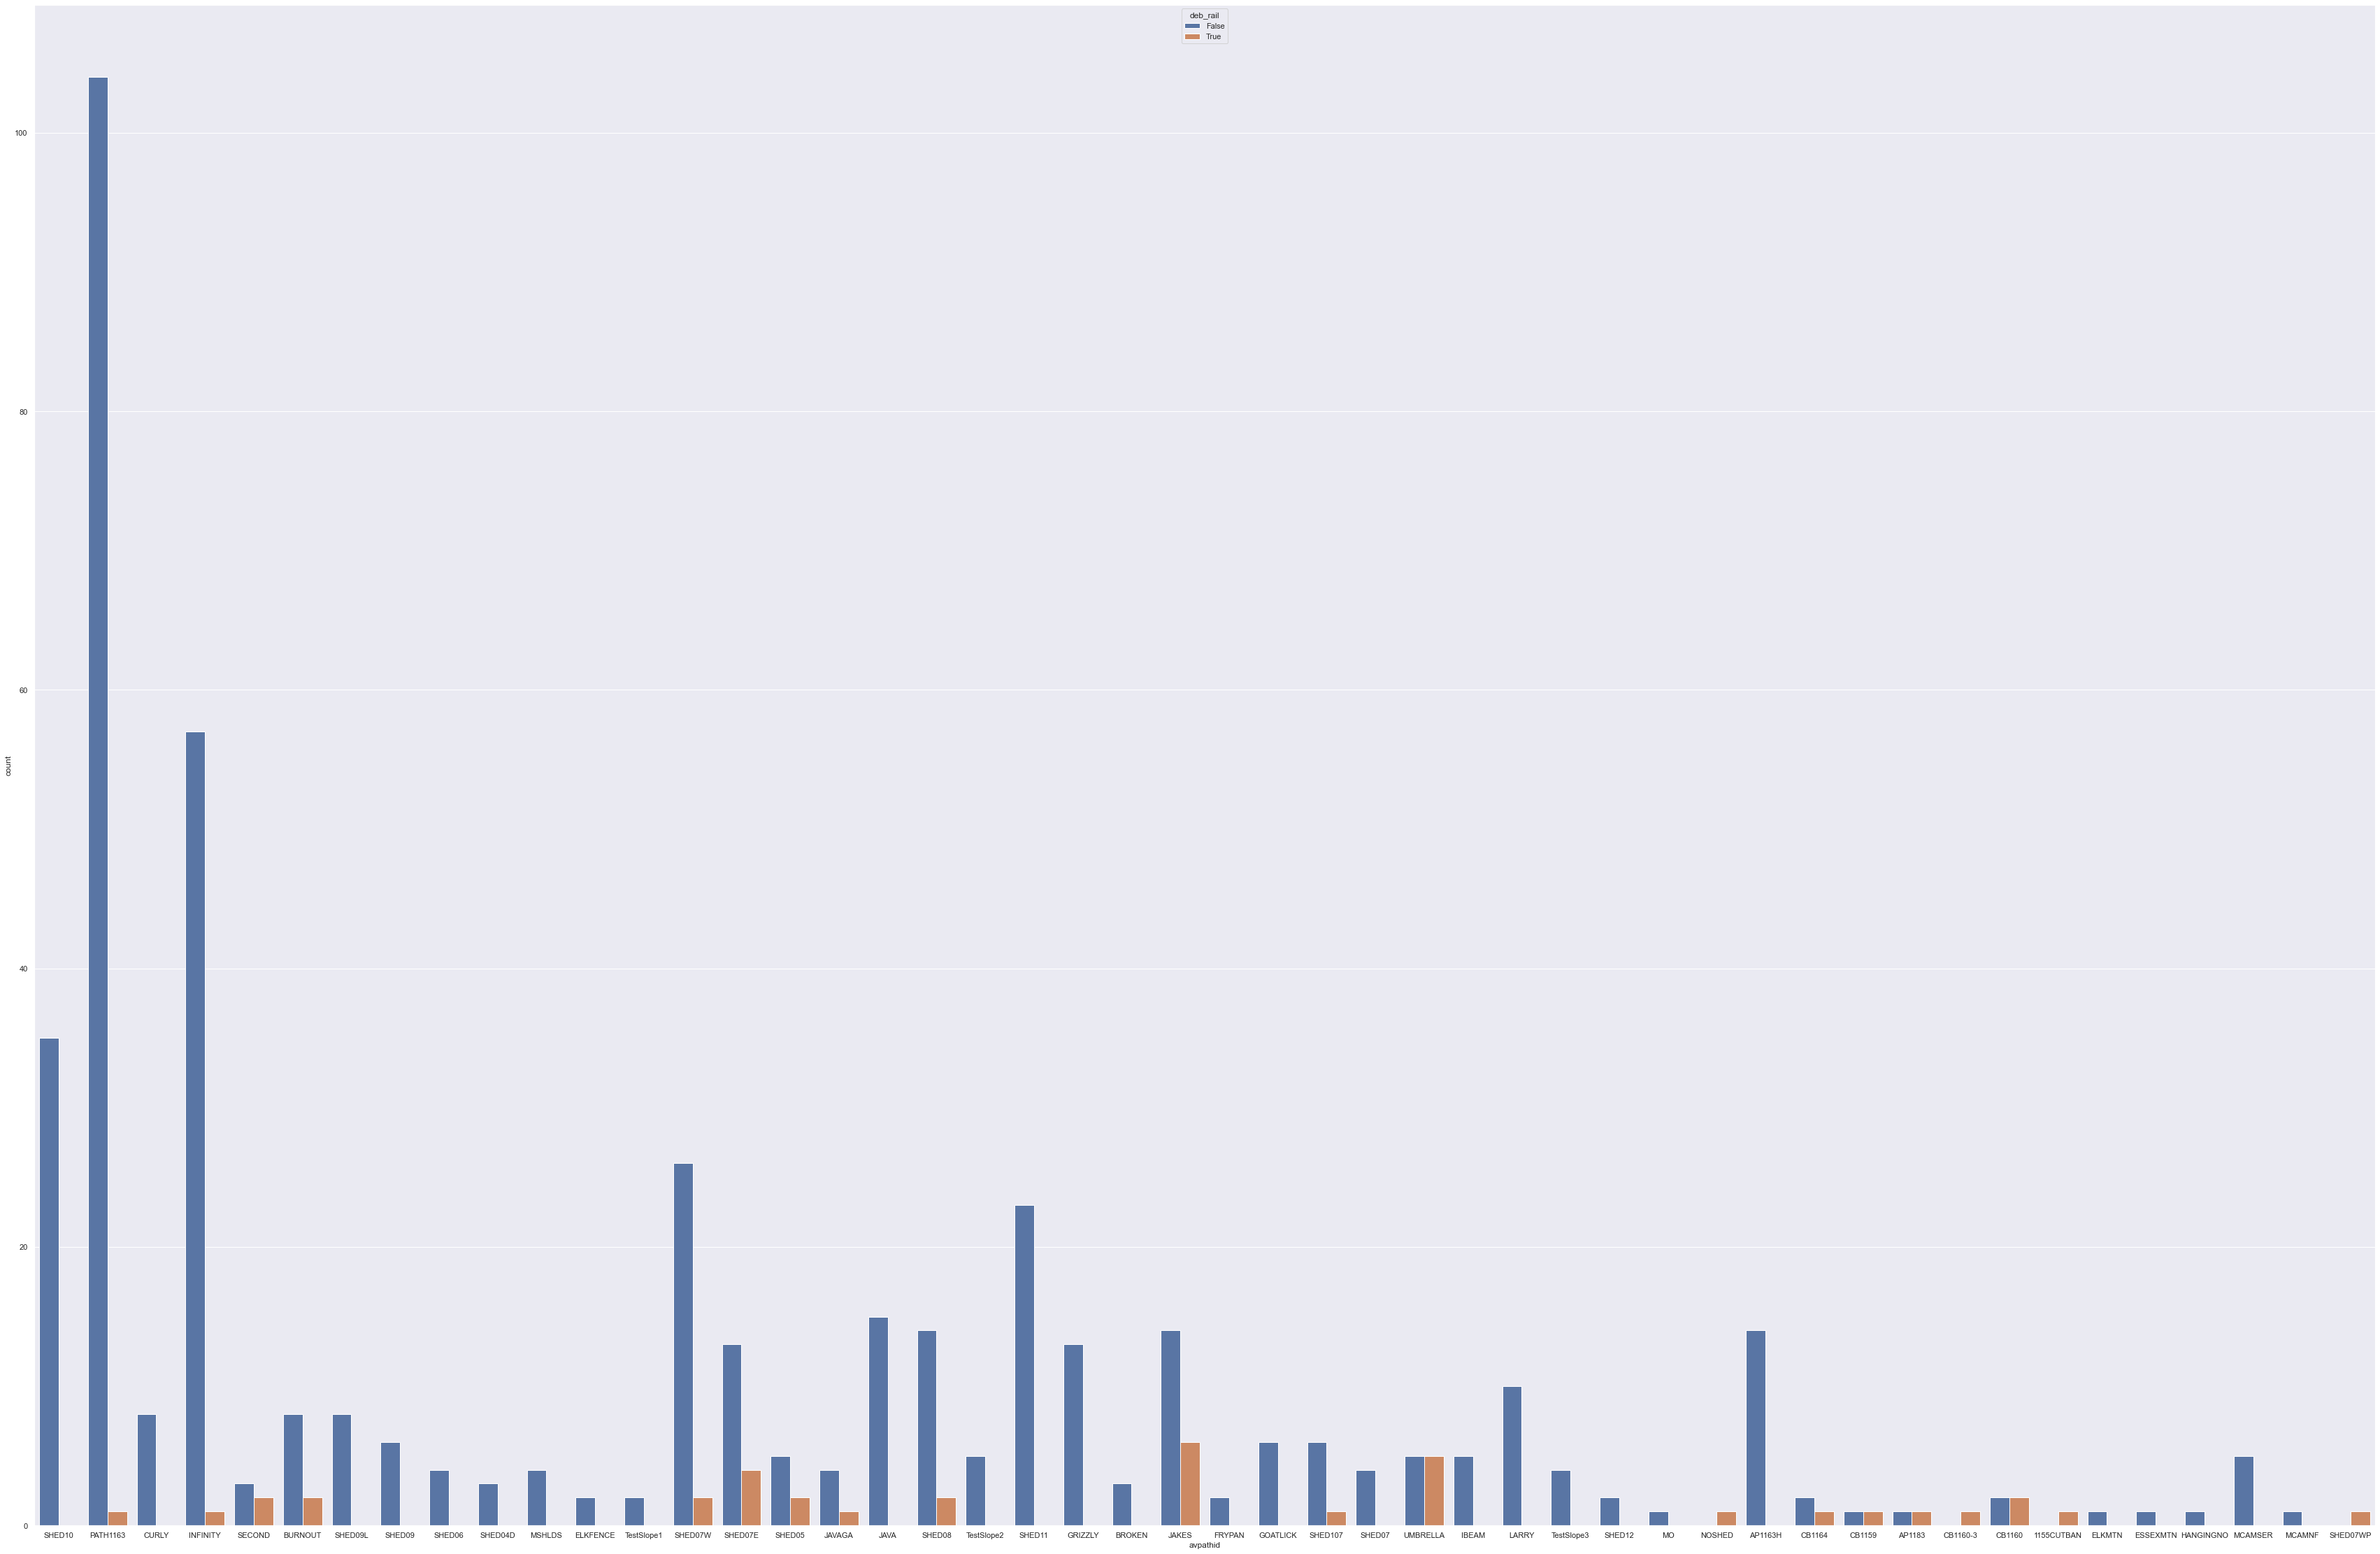 deb_rail
False
True
100
80
60
40
20
0
count
SHED10 PATH1163 CURLY INFINITY SECOND BURNOUT SHED09L SHED09 SHED06 SHED04D MSHLDS ELKFENCE TestSlope1 SHED07W SHED07E SHED05 JAVAGA JAVA SHED08 TestSlope2 SHED11 GRIZZLY BROKEN JAKES FRYPAN GOATLICK SHED107 SHED07 UMBRELLA IBEAM LARRY TestSlope3 SHED12 MO NOSHED AP1163H CB1164 CB1159 AP1183 CB1160-3 CB1160 1155CUTBAN ELKMTN ESSEXMTN HANGINGNO MCAMSER MCAMNF SHED07WP
avpathid